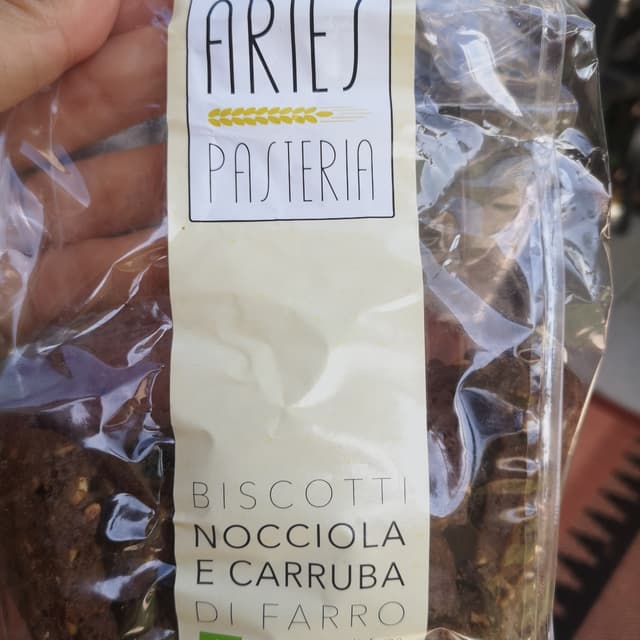 ARIES
PASTERIA
BISCOTTI
NOCCIOLA
E CARRUBA
DI FARRO